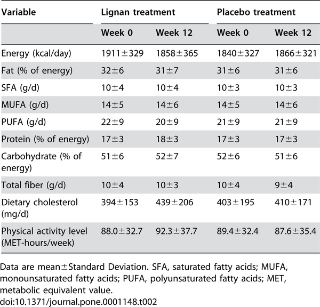 Variable Lignan treatment Placebo treatment
Week 0 Week 12 Week 0 Week 12
Energy (kcal/day) 1911±329 1858±365 1840±327 1866±321
Fat (% of energy) 32±6 31±7 31±6 31±6
SFA (g/d) 10±4 10±4 10±3 10±4
MUFA (g/d) 14±5 14±6 14±5 14±6
PUFA (g/d) 22±9 20±9 21±9 21±9
Protein (% of energy) 17±3 18±3 17±3 17±3
Carbohydrate (% of
energy) 51±6 52±7 52±6 51±6
Total fiber (g/d) 10±4 10±3 10±4 9±4
Dietary cholesterol
(mg/d) 394±153 439±206 403±195 410±171
Physical activity level
(MET-hours/week) 88.0±32.7 92.3±37.7 89.4±32.4 87.6±35.4
Data are mean±Standard Deviation. SFA, saturated fatty acids; MUFA,
monounsaturated fatty acids; PUFA, polyunsaturated fatty acids; MET,
metabolic equivalent value.
doi:10.1371/journal.pone.0001148.t002